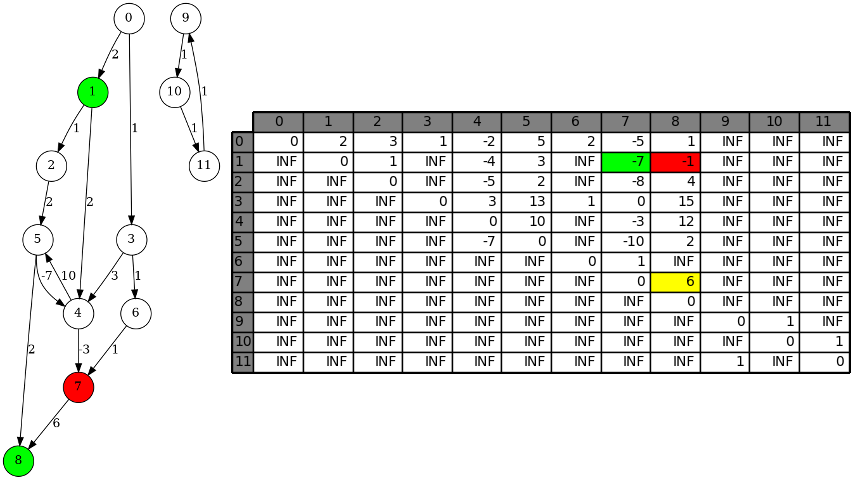 0
9
2
1
1
10
1
1
1
1
2
1
2
11
2
5
3
-7
10
3
1
4
6
2
-3
1
7
6
8
0 1 2 3 4 5 6 7 8 9 10 11
0 0 2 3 1 -2 5 2 -5 1 INF INF INF
1 INF 0 1 INF -4 3 INF -7 -1 INF INF INF
2 INF INF 0 INF -5 2 INF -8 4 INF INF INF
3 INF INF INF 0 3 13 1 0 15 INF INF INF
4 INF INF INF INF 0 10 INF -3 12 INF INF INF
5 INF INF INF INF -7 0 INF -10 2 INF INF INF
6 INF INF INF INF INF INF 0 1 INF INF INF INF
7 INF INF INF INF INF INF INF 0 6 INF INF INF
8 INF INF INF INF INF INF INF INF 0 INF INF INF
9 INF INF INF INF INF INF INF INF INF 0 1 INF
10 INF INF INF INF INF INF INF INF INF INF 0 1
11 INF INF INF INF INF INF INF INF INF 1 INF 0